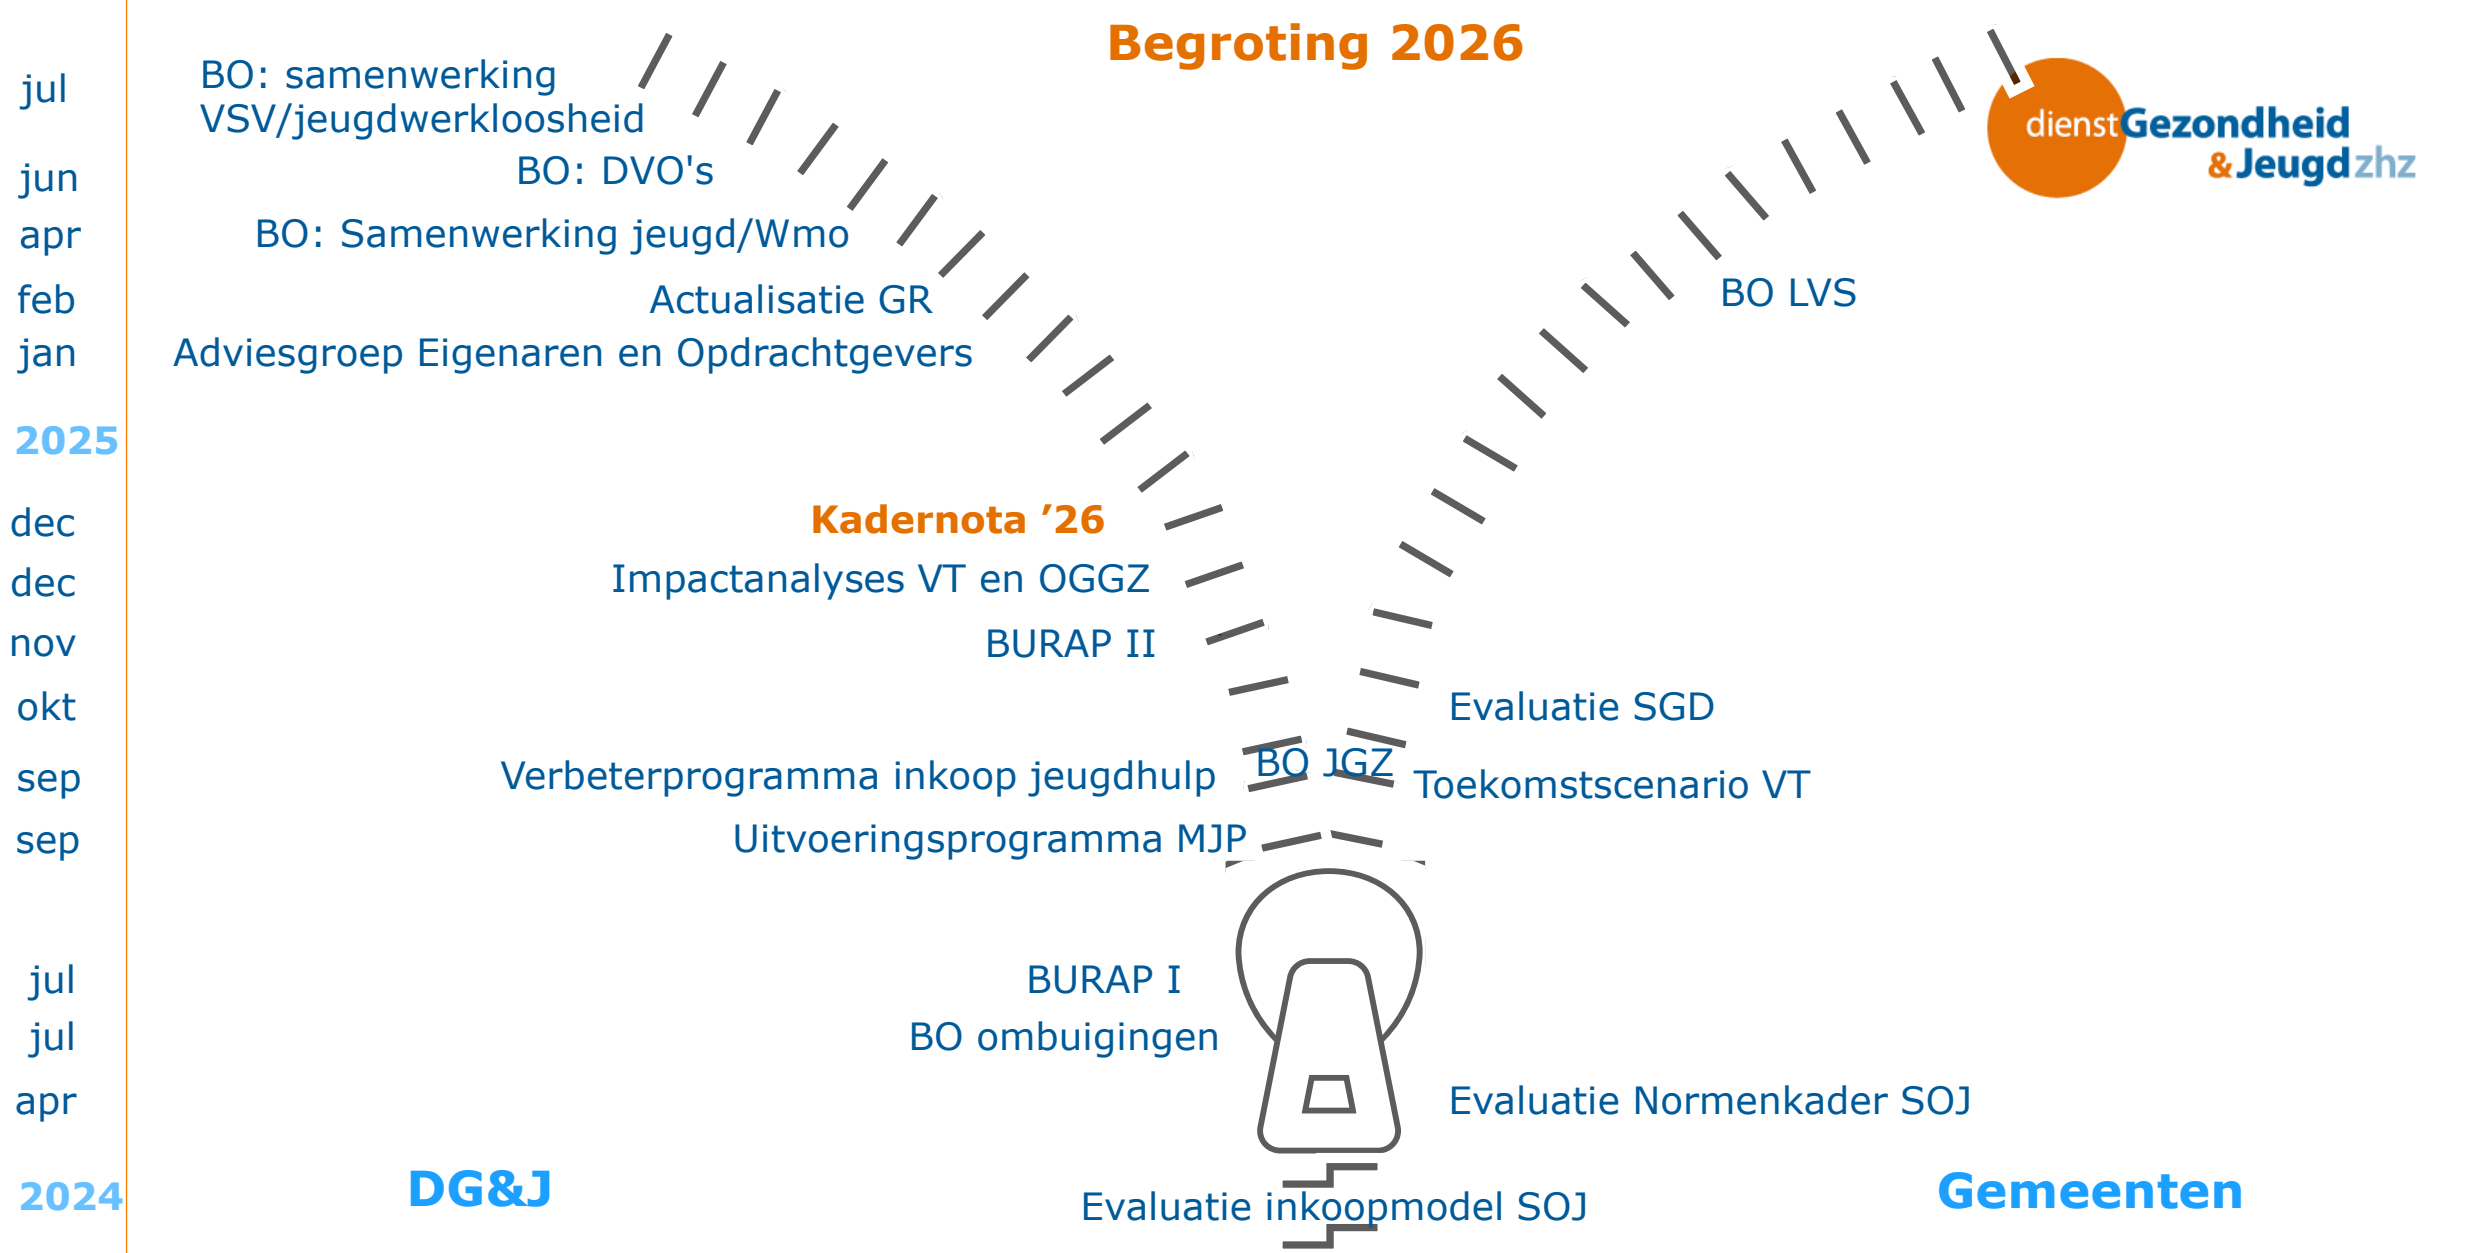 Begroting 2026
dienstGezondheid
&Jeugdzhz
jul
BO: samenwerking
VSV/jeugdwerkloosheid
jun
BO: DVO's
apr
BO: Samenwerking jeugd/Wmo
feb
Actualisatie GR
BO LVS
jan
Adviesgroep Eigenaren en Opdrachtgevers
2025
dec
Kadernota ’26
dec
Impactanalyses VT en OGGZ
nov
BURAP II
okt
Evaluatie SGD
sep
Verbeterprogramma inkoop jeugdhulp
BO JGZ
Toekomstscenario VT
sep
Uitvoeringsprogramma MJP
jul
BURAP I
jul
BO ombuigingen
apr
Evaluatie Normenkader SOJ
2024
DG&J
Evaluatie inkoopmodel SOJ
Gemeenten